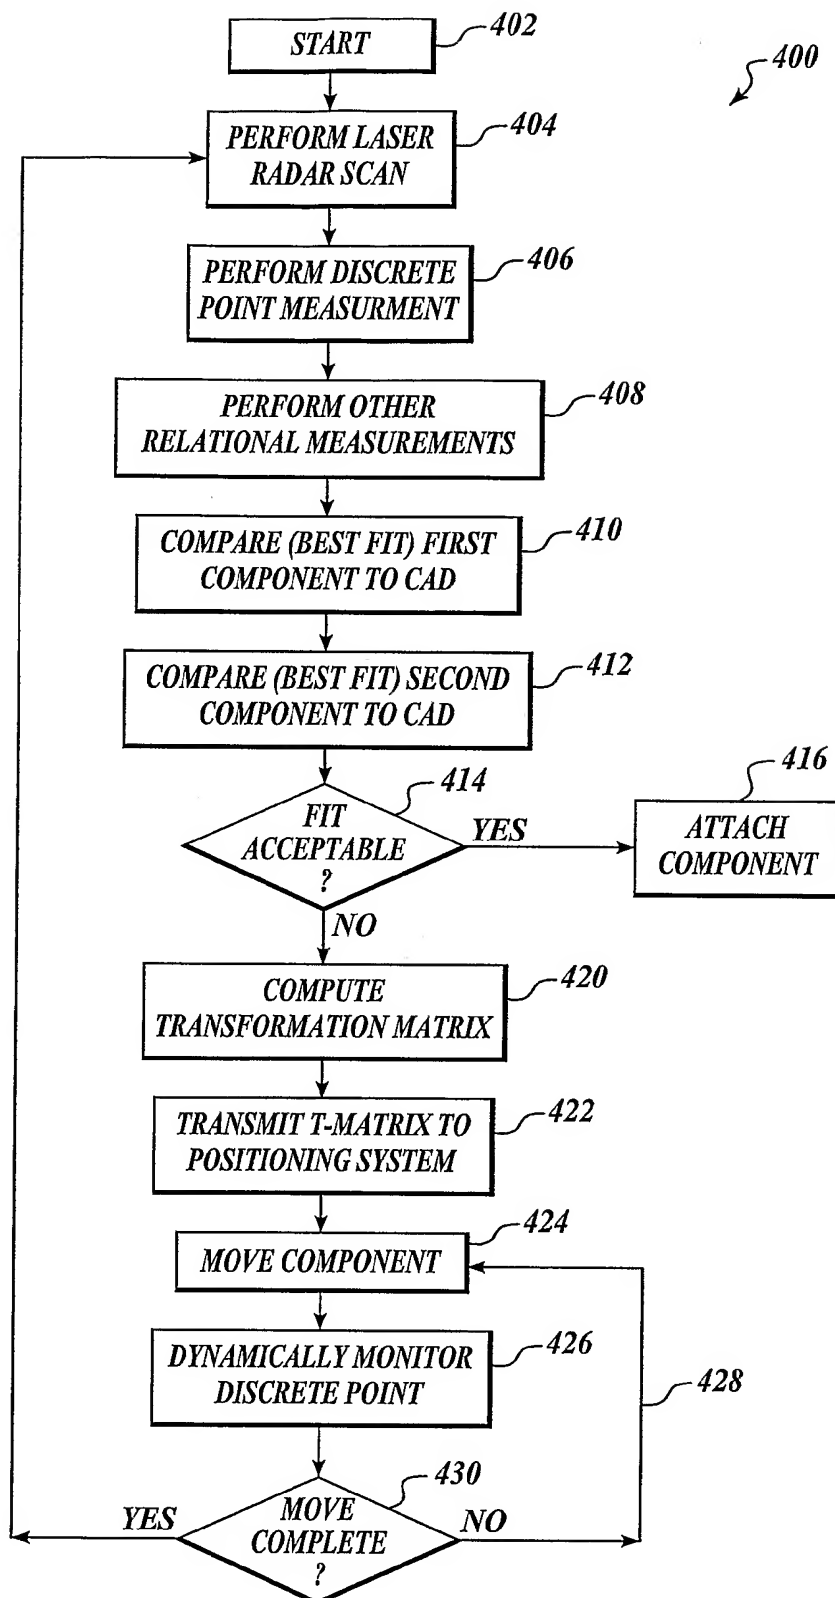 START
402
400
PERFORM LASER
RADAR SCAN
404
PERFORM DISCRETE
POINT MEASURMENT
406
PERFORM OTHER
RELATIONAL MEASUREMENTS
408
COMPARE (BEST FIT) FIRST
COMPONENT TO CAD
410
COMPARE (BEST FIT) SECOND
COMPONENT TO CAD
412
414
FIT
ACCEPTABLE
?
YES
416
ATTACH
COMPONENT
NO
COMPUTE
TRANSFORMATION MATRIX
420
TRANSMIT T-MATRIX TO
POSITIONING SYSTEM
422
424
MOVE COMPONENT
DYNAMICALLY MONITOR
DISCRETE POINT
426
428
430
YES
MOVE
COMPLETE
?
NO